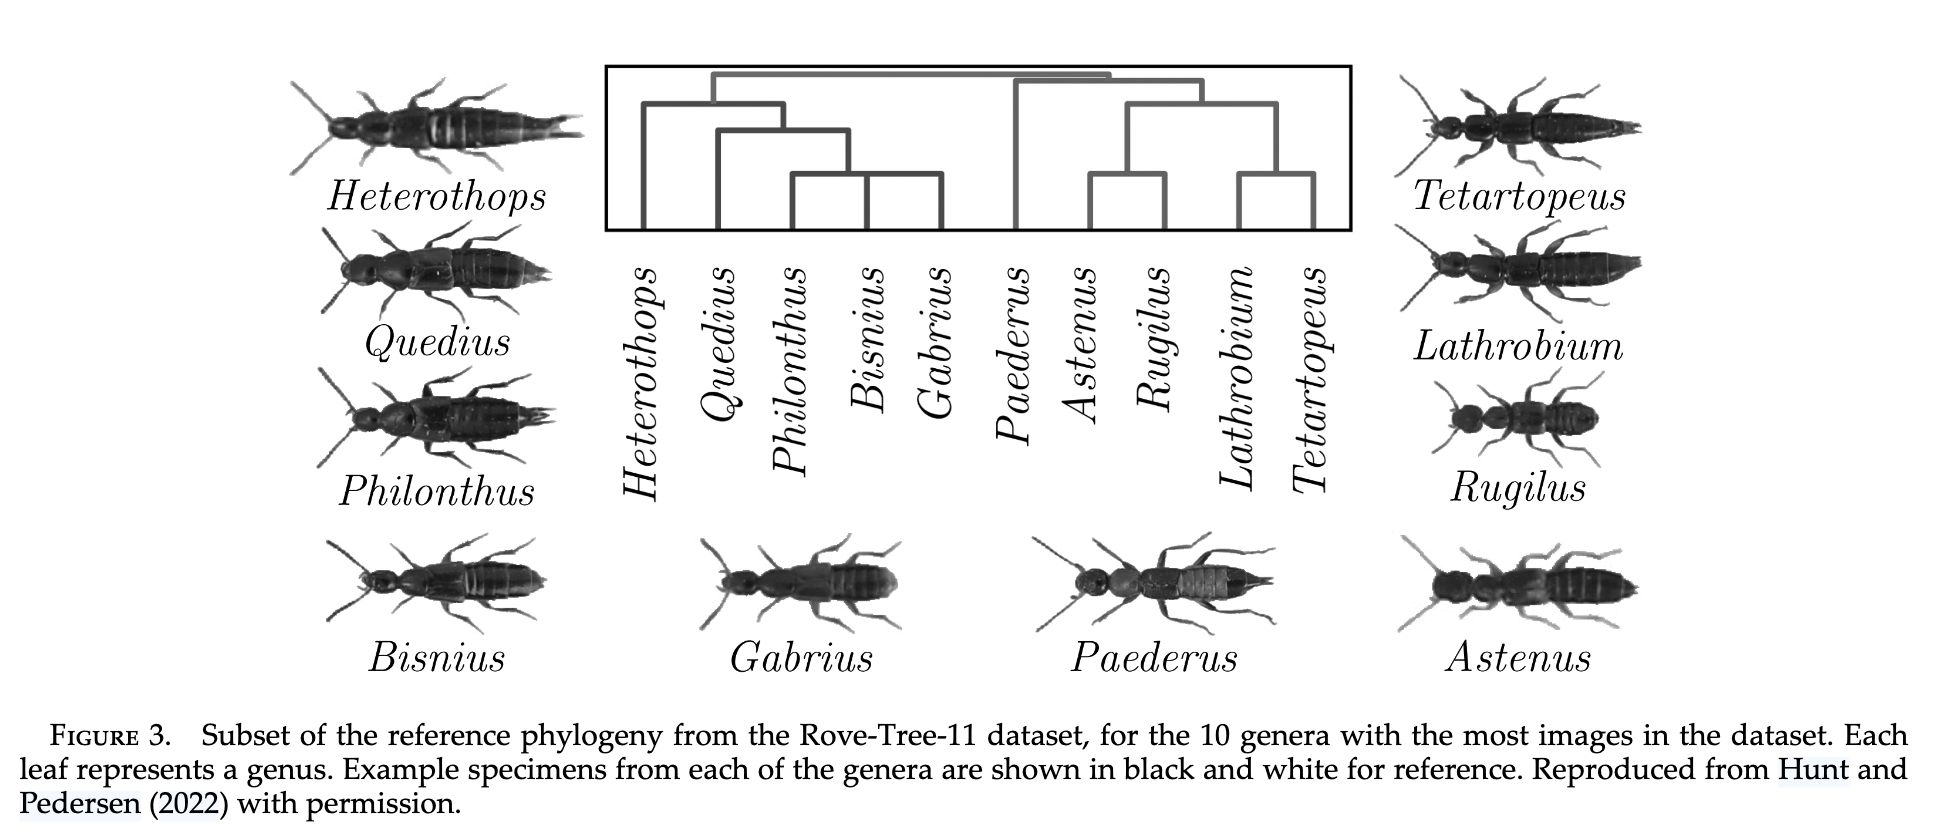 Heterothops
Quedius
Philonthus
Bisnius
Gabrius
Paederus
Astenus
Rugilus
Lathrobium
Tetartopeus
Heterothops
Quedius
Philonthus
Bisnius
Gabrius
Paederus
Astenus
Rugilus
Lathrobium
Tetartopeus
FIGURE 3. Subset of the reference phylogeny from the Rove-Tree-11 dataset, for the 10 genera with the most images in the dataset. Each
leaf represents a genus. Example specimens from each of the genera are shown in black and white for reference. Reproduced from Hunt and
Pedersen (2022) with permission.